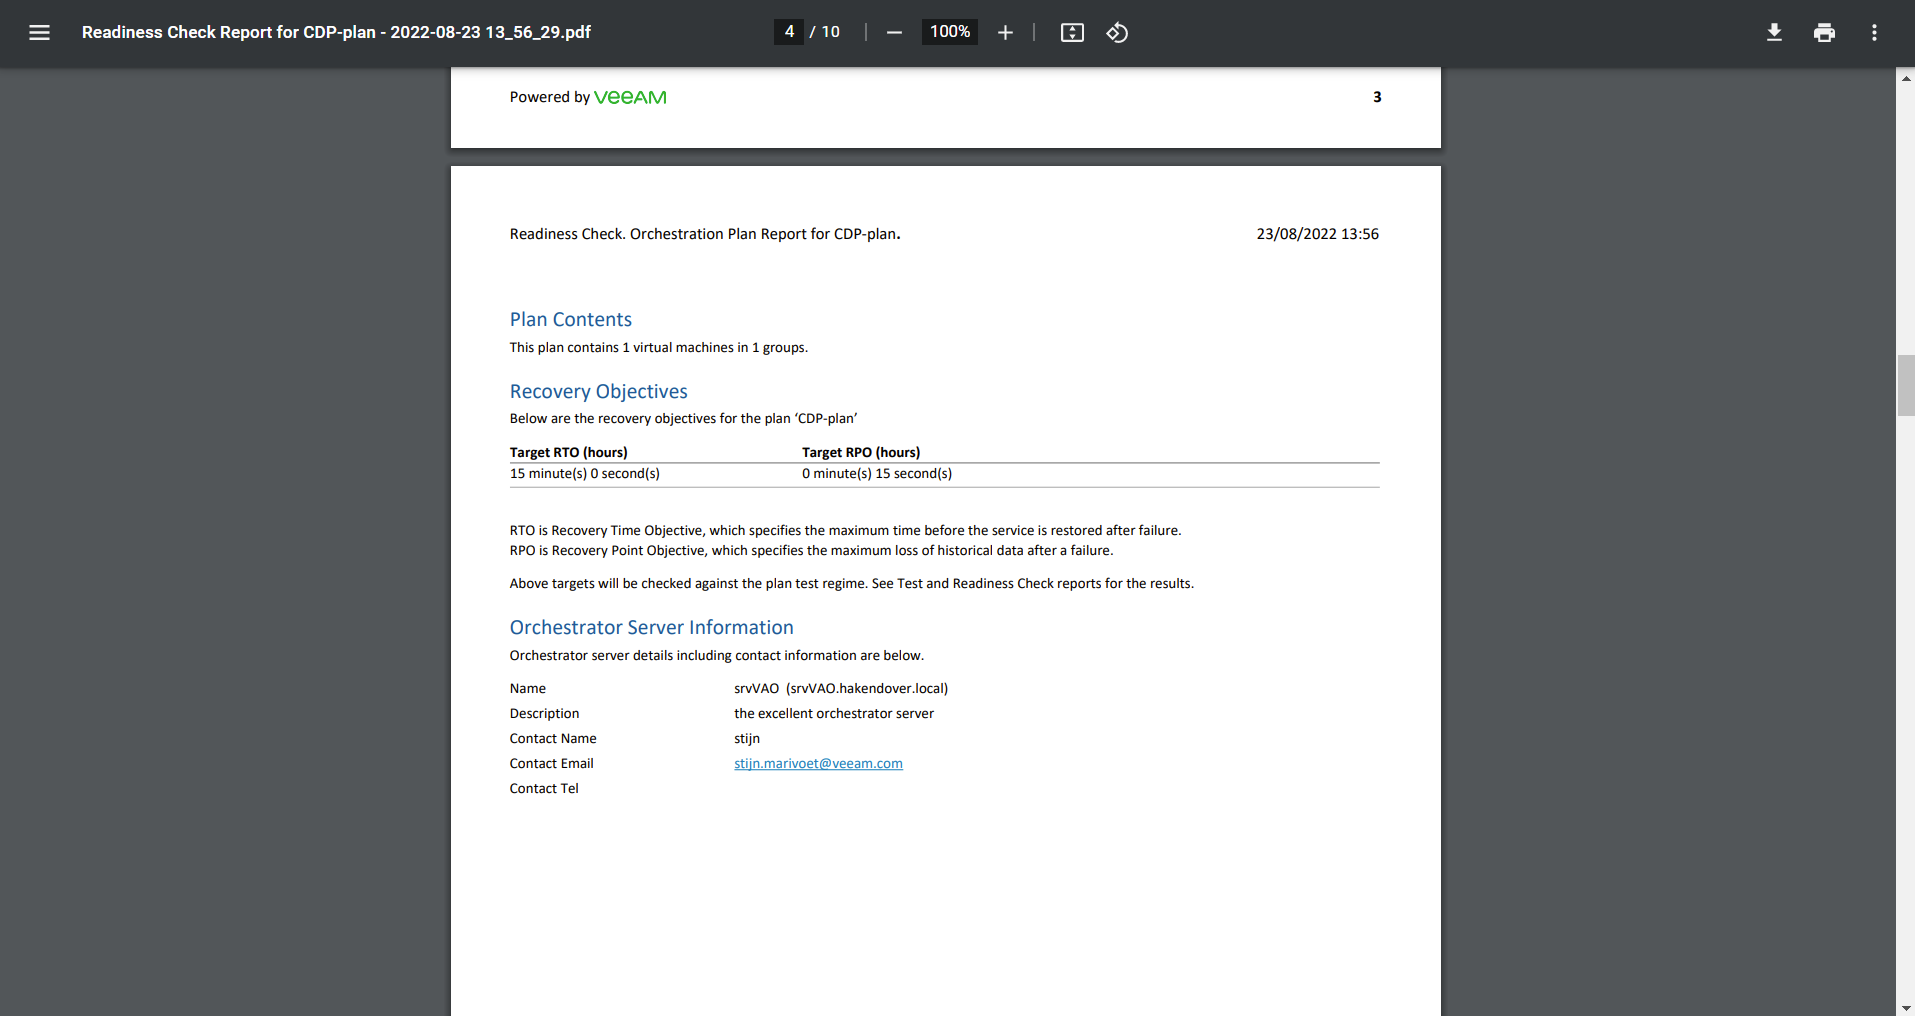 Readiness Check Report for CDP-plan - 2022-08-23 13_56_29.pdf 4 / 10 100%
Powered by VEEAM 3
Readiness Check. Orchestration Plan Report for CDP-plan. 23/08/2022 13:56
Plan Contents
This plan contains 1 virtual machines in 1 groups.
Recovery Objectives
Below are the recovery objectives for the plan ‘CDP-plan’
Target RTO (hours) Target RPO (hours)
15 minute(s) 0 second(s) 0 minute(s) 15 second(s)
RTO is Recovery Time Objective, which specifies the maximum time before the service is restored after failure.
RPO is Recovery Point Objective, which specifies the maximum loss of historical data after a failure.
Above targets will be checked against the plan test regime. See Test and Readiness Check reports for the results.
Orchestrator Server Information
Orchestrator server details including contact information are below.
Name srvVAO (srvVAO.hakendover.local)
Description the excellent orchestrator server
Contact Name stijn
Contact Email stijn.marivoet@veeam.com
Contact Tel